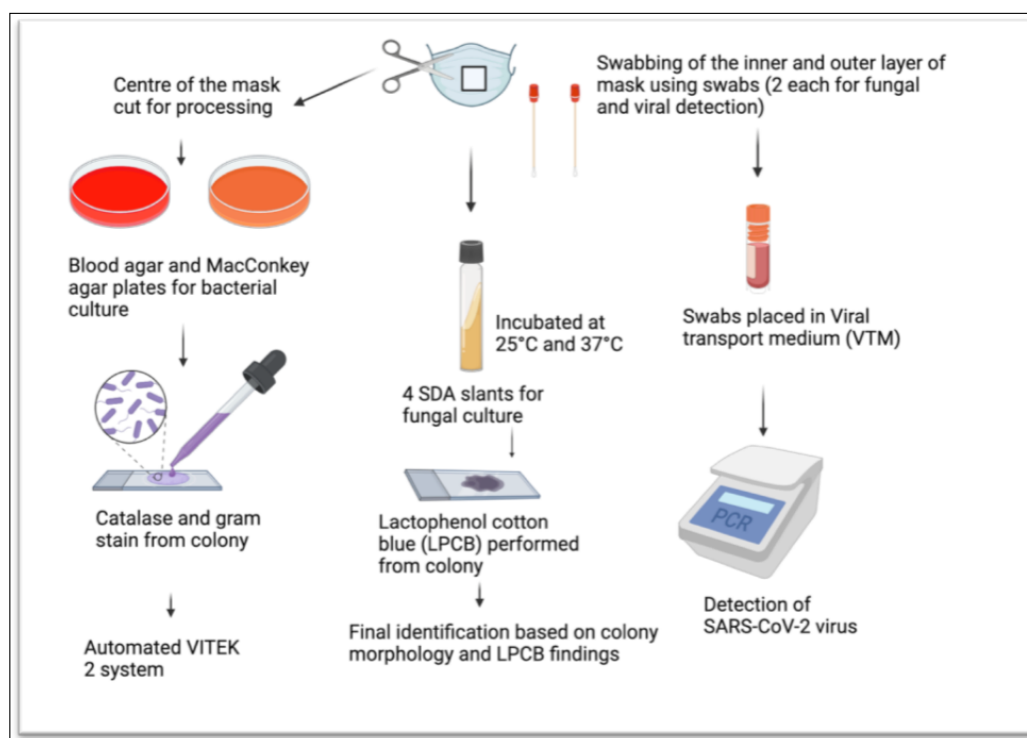 Centre of the mask
cut for processing
Blood agar and MacConkey
agar plates for bacterial
culture
Catalase and gram
stain from colony
Automated VITEK
2 system
Incubated at
25°C and 37°C
4 SDA slants for
fungal culture
Lactophenol cotton
blue (LPCB) performed
from colony
Final identification based on colony
morphology and LPCB findings
Swabbing of the inner and outer layer of
mask using swabs (2 each for fungal
and viral detection)
Swabs placed in Viral
transport medium (VTM)
PCR
Detection of
SARS-CoV-2 virus